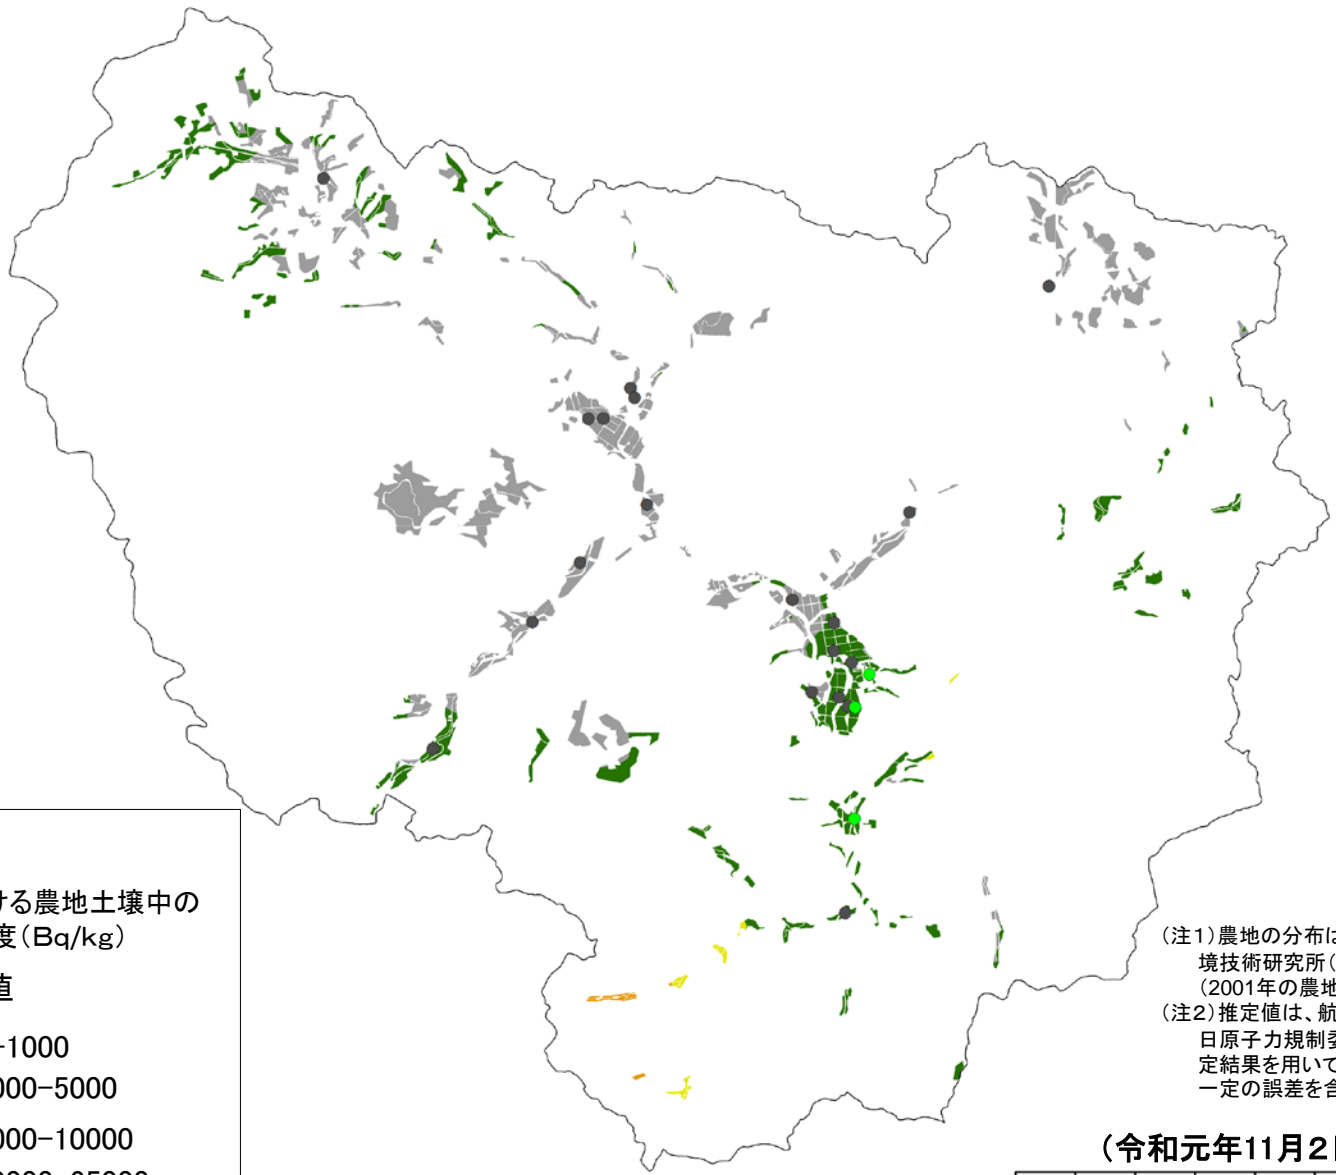 ける農地土壌中の
度(Bq/kg)
値
-1000
000-5000
000-10000
(注1)農地の分布は
境技術研究所(
(2001年の農地
(注2)推定値は、航
日原子力規制委
定結果を用いて
一定の誤差を含
(令和元年11月2日